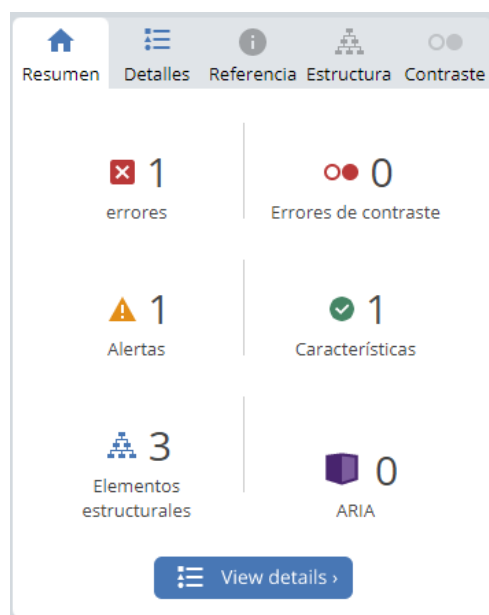 Resumen Detalles Referencia Estructura Contraste
1 0
errores Errores de contraste
1 1
Alertas Característícas
3 0
Elementos
estructurales ARIA
View details ›